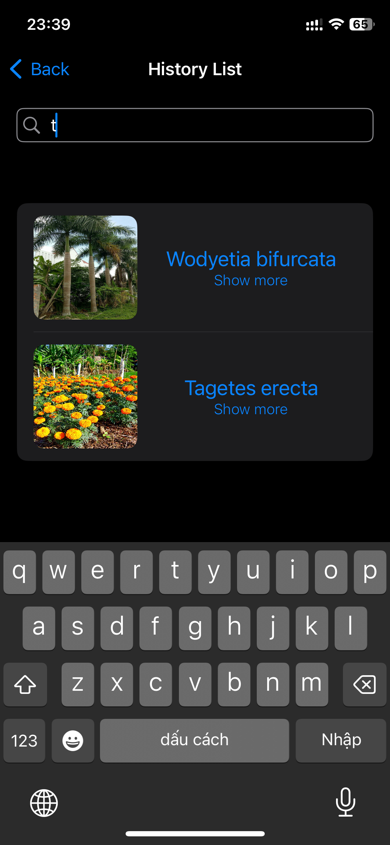 23:39
65
Back
History List
t
Wodyetia bifurcata
Show more
Tagetes erecta
Show more
q w e r t y u i o p
a s d f g h j k l
z x c v b n m
123 dấu cách Nhập